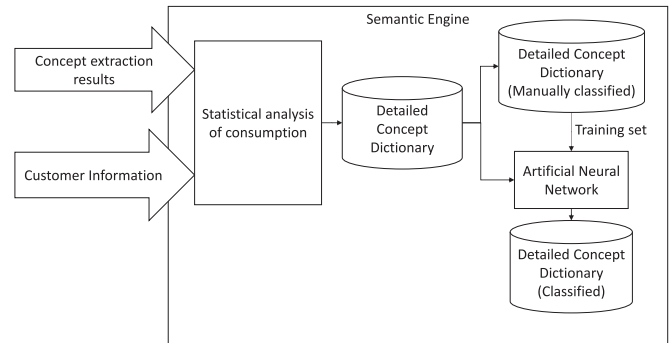 Semantic Engine
Concept extraction
results
Customer Information
Statistical analysis
of consumption
Detailed
Concept
Dictionary
Detailed Concept
Dictionary
(Manually classified)
Training set
Artificial Neural
Network
Detailed Concept
Dictionary
(Classified)